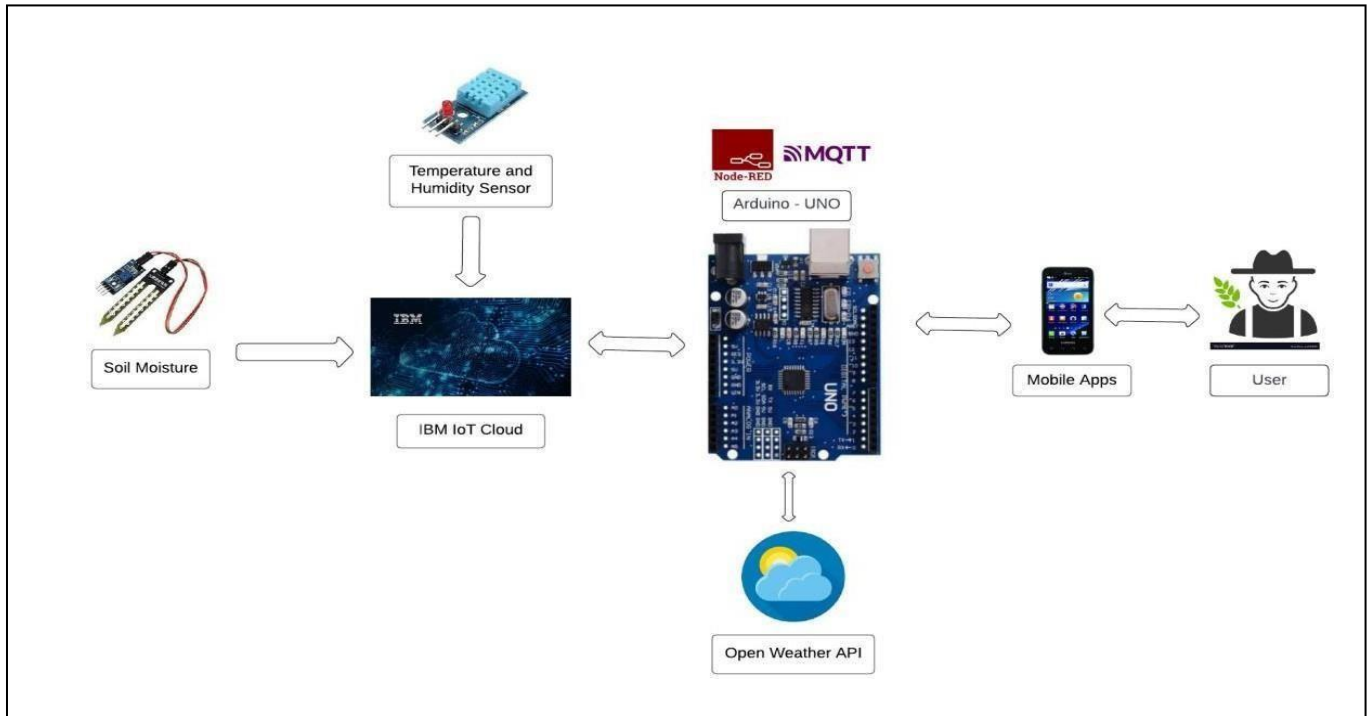 Temperature and
Humidity Sensor
Node-RED
MQTT
Arduino - UNO
IBM
Soil Moisture
IBM IoT Cloud
UNO
Mobile Apps
User
Open Weather API